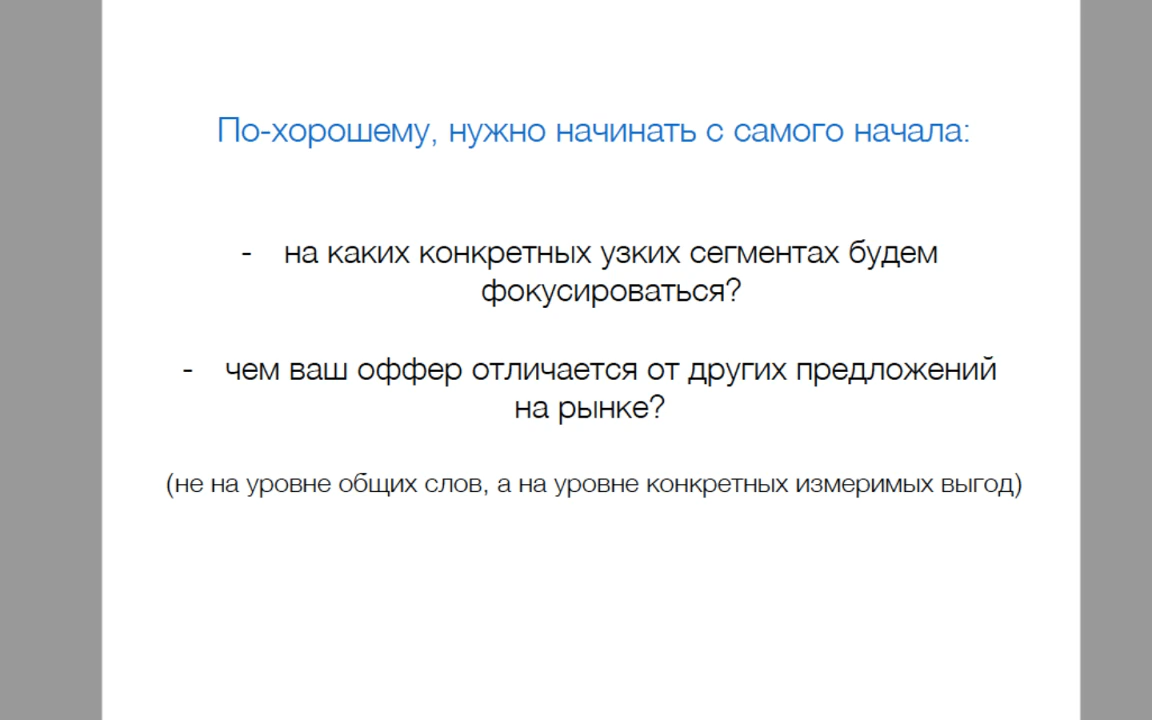 По-хорошему, нужно начинать с самого начала:
- на каких конкретных узких сегментах будем
фокусироваться?
- чем ваш оффер отличается от других предложений
на рынке?
(не на уровне общих слов, а на уровне конкретных измеримых выгод)